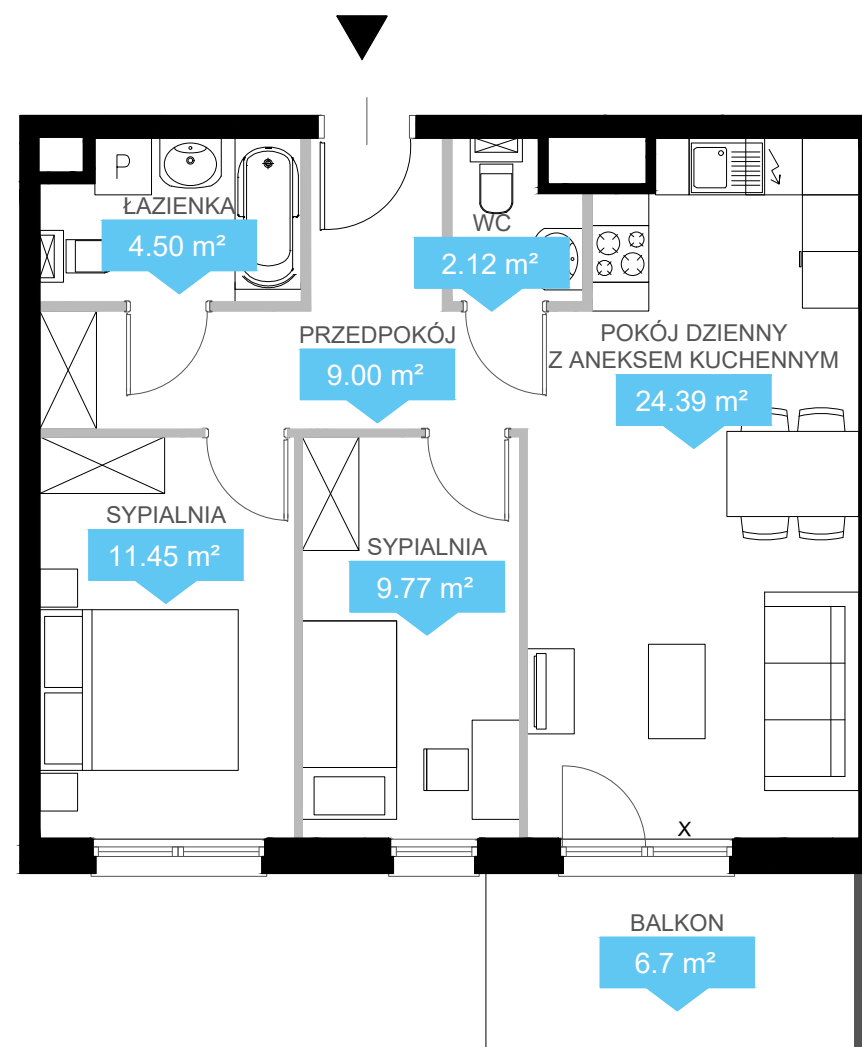 P
ŁAZIENKA
4.50 m²
WC
2.12 m²
PRZEDPOKÓJ
9.00 m²
POKÓJ DZIENNY
Z ANEKSEM KUCHENNYM
24.39 m²
SYPIALNIA
11.45 m²
SYPIALNIA
9.77 m²
X
BALKON
6.7 m²